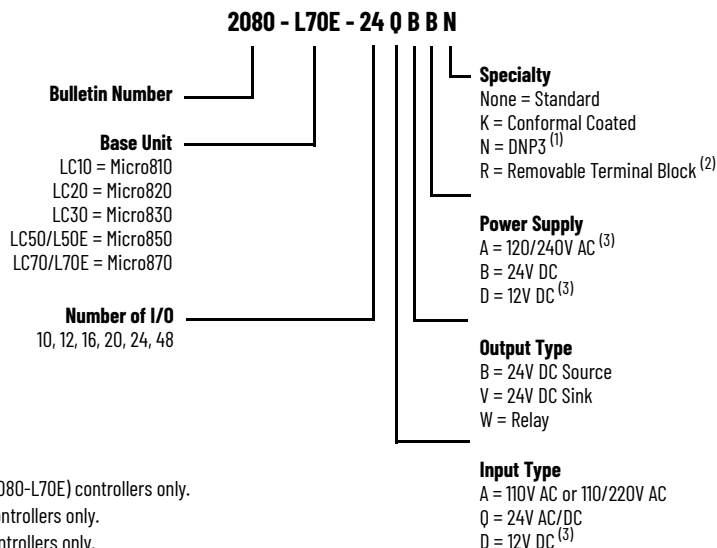 2080 - L70E - 24 Q B B N
Bulletin Number
Base Unit
LC10 = Micro810
LC20 = Micro820
LC30 = Micro830
LC50/L50E = Micro850
LC70/L70E = Micro870
Number of I/O
10, 12, 16, 20, 24, 48
Specialty
None = Standard
K = Conformal Coated
N = DNP3 (1)
R = Removable Terminal Block (2)
Power Supply
A = 120/240V AC (3)
B = 24V DC
D = 12V DC (3)
Output Type
B = 24V DC Source
V = 24V DC Sink
W = Relay
Input Type
A = 110V AC or 110/220V AC
Q = 24V AC/DC
D = 12V DC (3)
080-L70E) controllers only.
ontrollers only.
ontrollers only.